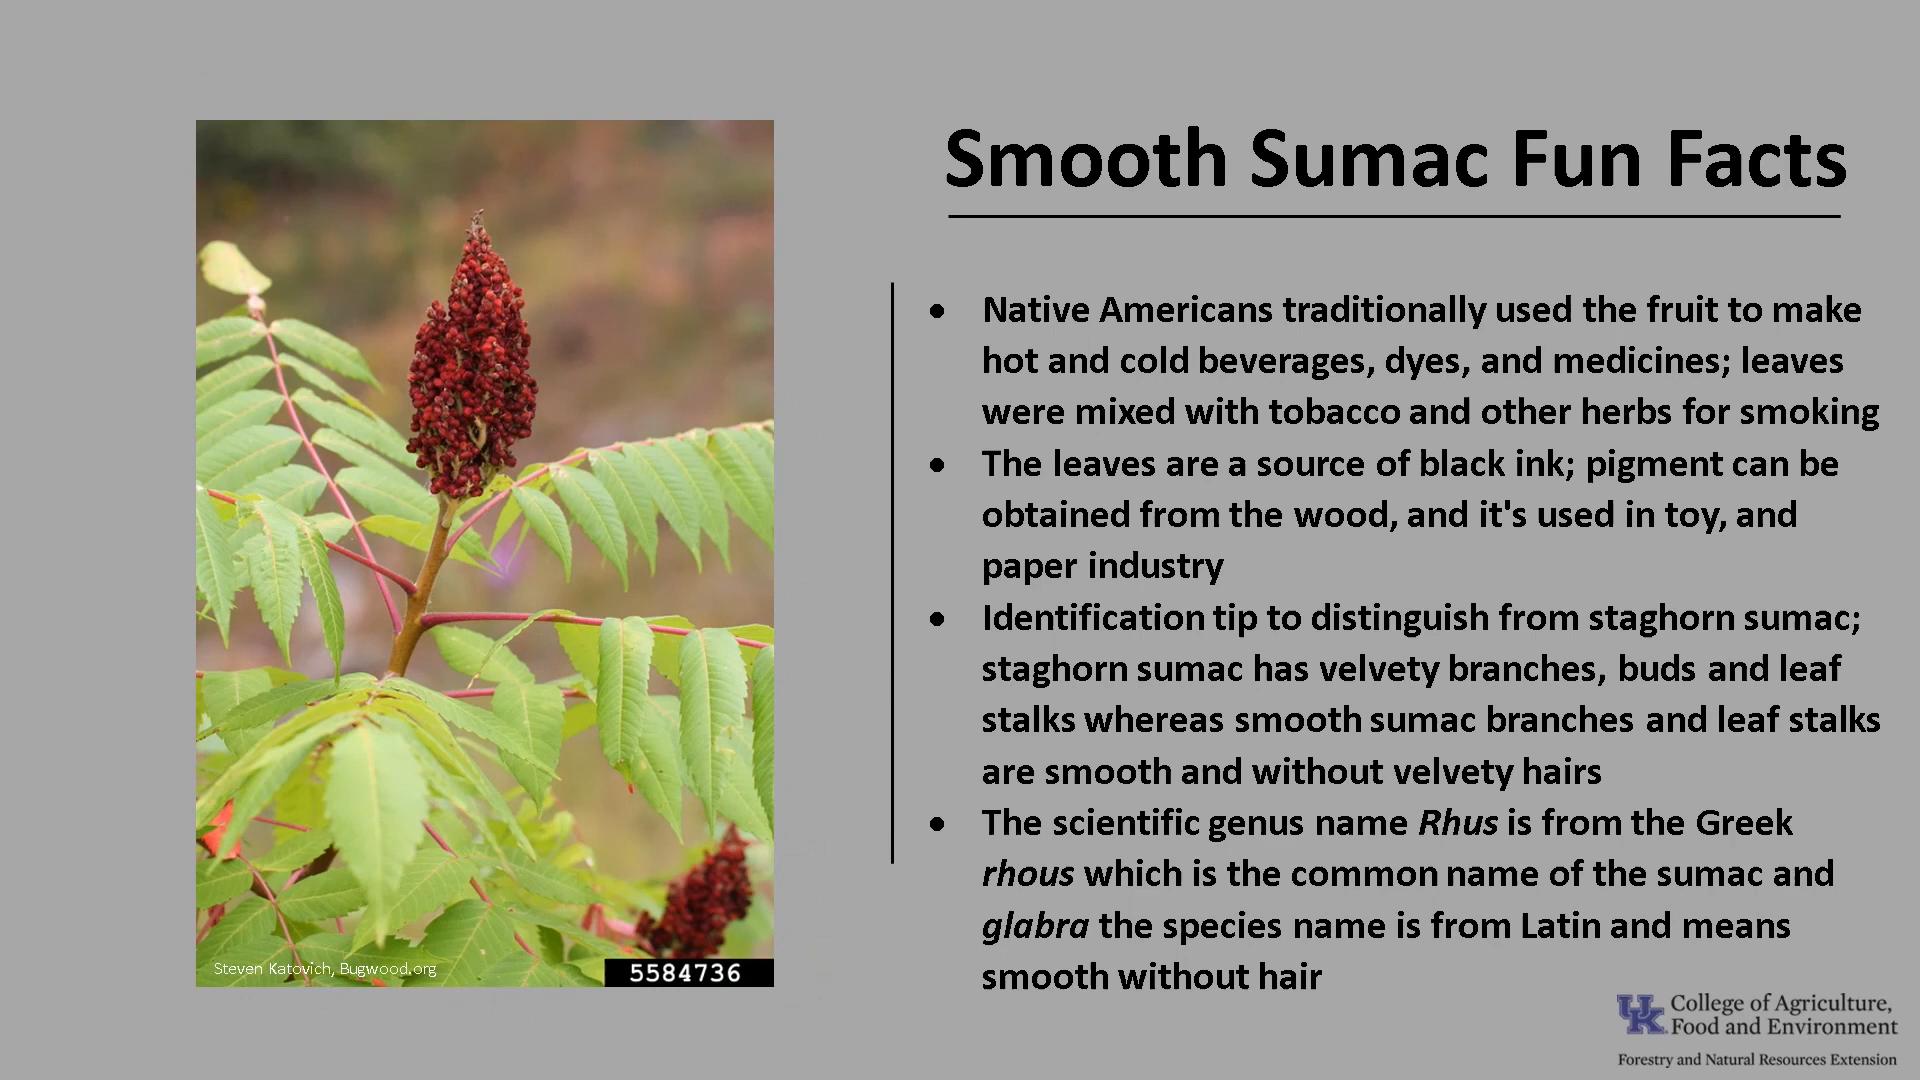 Smooth Sumac Fun Facts
• Native Americans traditionally used the fruit to make
hot and cold beverages, dyes, and medicines; leaves
were mixed with tobacco and other herbs for smoking
• The leaves are a source of black ink; pigment can be
obtained from the wood, and it's used in toy, and
paper industry
• Identification tip to distinguish from staghorn sumac;
staghorn sumac has velvety branches, buds and leaf
stalks whereas smooth sumac branches and leaf stalks
are smooth and without velvety hairs
• The scientific genus name Rhus is from the Greek
rhous which is the common name of the sumac and
glabra the species name is from Latin and means
smooth without hair
Steven Katovich, Bugwood.org
5584736
UK College of Agriculture,
Food and Environment
Forestry and Natural Resources Extension